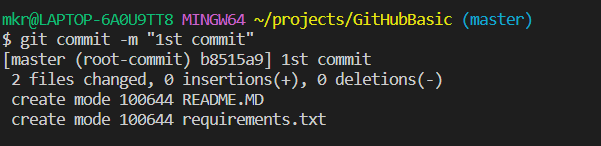 mkr@LAPTOP-6A0U9TT8 MINGW64 ~/projects/GitHubBasic (master)
$ git commit -m "1st commit"
[master (root-commit) b8515a9] 1st commit
 2 files changed, 0 insertions(+), 0 deletions(-)
 create mode 100644 README.MD
 create mode 100644 requirements.txt